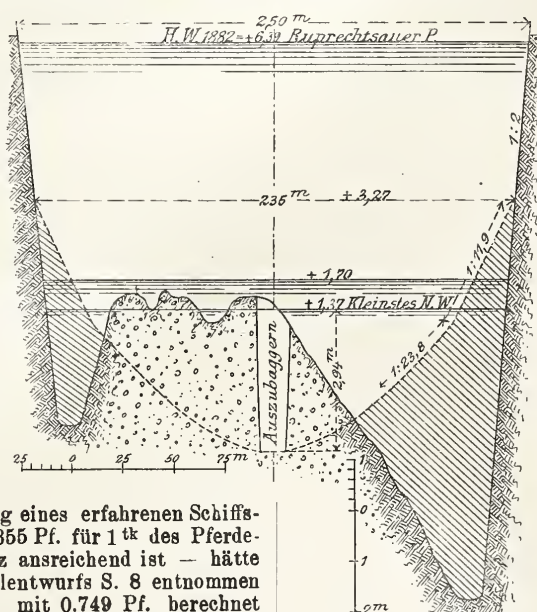 250 m
H.W. 1882 = +6,39 Ruprechtsauer P.
1:2
235 m + 3,27
1:11,9
+ 1,70
+ 1,37 Kleinstes N.W.
1:23,8
2,94 m
Auszubaggern
25 0 25 50 75 m
1
0
1
2m
g eines erfahrenen Schiffs-
355 Pf. für 1 tk des Pferde-
z ansreichend ist — hätte
lentwurfs S. 8 entnommen
mit 0,749 Pf. berechnet